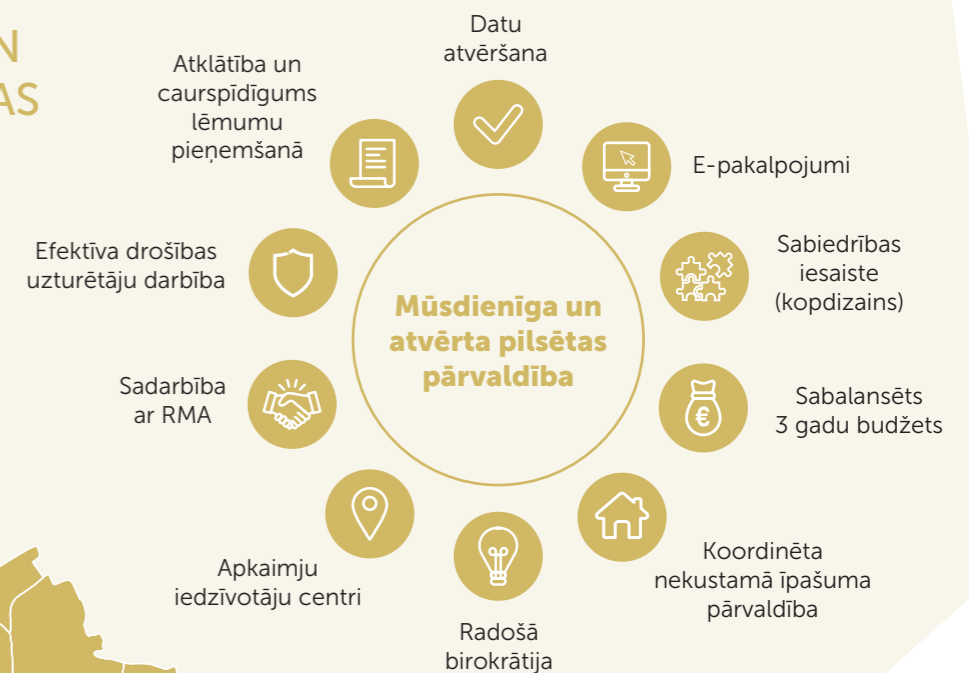 N
AS
Datu
atvēršana
Atklātība un
caurspīdīgums
lēmumu
pieņemšanā
E-pakalpojumi
Efektīva drošības
uzturētāju darbība
Sabiedrības
iesaiste
(kopdizains)
Mūsdienīga un
atvērta pilsētas
pārvaldība
Sadarbība
ar RMA
Sabalansēts
3 gadu budžets
€
Apkaimju
iedzīvotāju centri
Koordinēta
nekustamā īpašuma
pārvaldība
Radošā
birokrātija